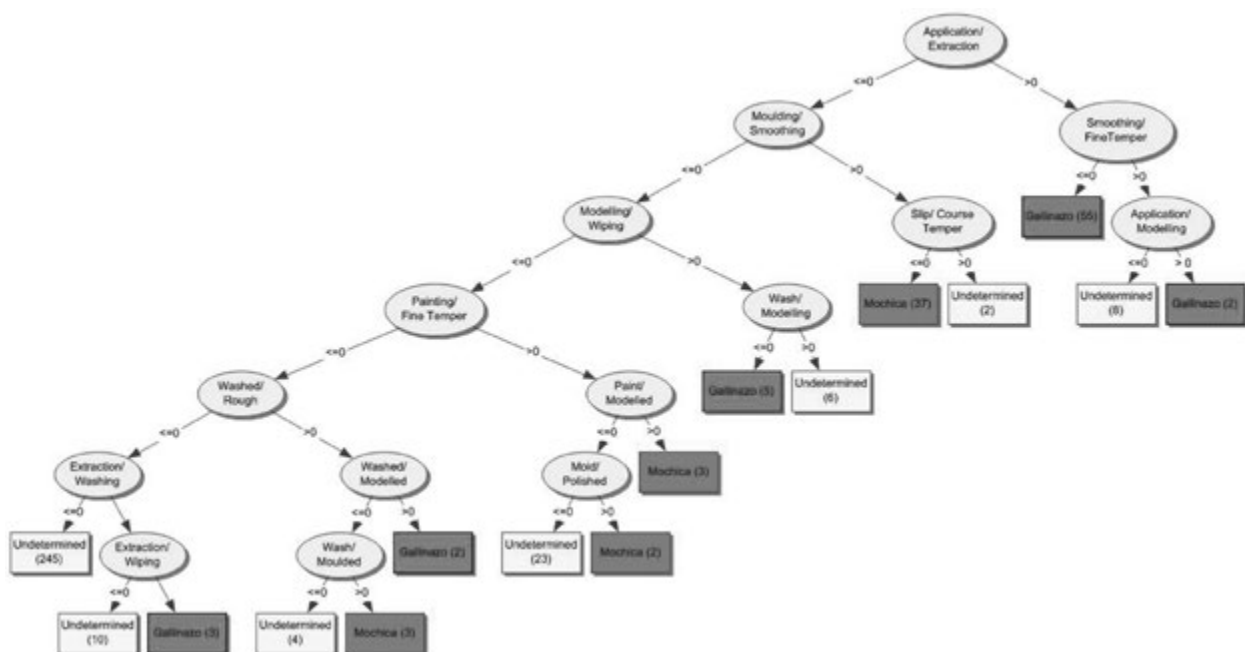 Application/
Extraction
<=0
>0
Moulding/
Smoothing
Smoothing/
FineTemper
<=0
>0
<=0
>0
Modelling/
Wiping
Slip/ Course
Temper
Gallinazo (55)
Application/
Modelling
<=0
>0
<=0
>0
<=0
> 0
Painting/
Fine Temper
Wash/
Modelling
Mochica (37)
Undetermined
(2)
Undetermined
(8)
Gallinazo (2)
<=0
>0
<=0
>0
Washed/
Rough
Paint/
Modelled
Gallinazo (5)
Undetermined
(6)
<=0
>0
<=0
>0
Extraction/
Washing
Washed/
Modelled
Mold/
Polished
Mochica (3)
<=0
<=0
>0
<=0
>0
Undetermined
(245)
Extraction/
Wiping
Wash/
Moulded
Gallinazo (2)
Undetermined
(23)
Mochica (2)
<=0
>0
<=0
>0
Undetermined
(10)
Gallinazo (3)
Undetermined
(4)
Mochica (3)